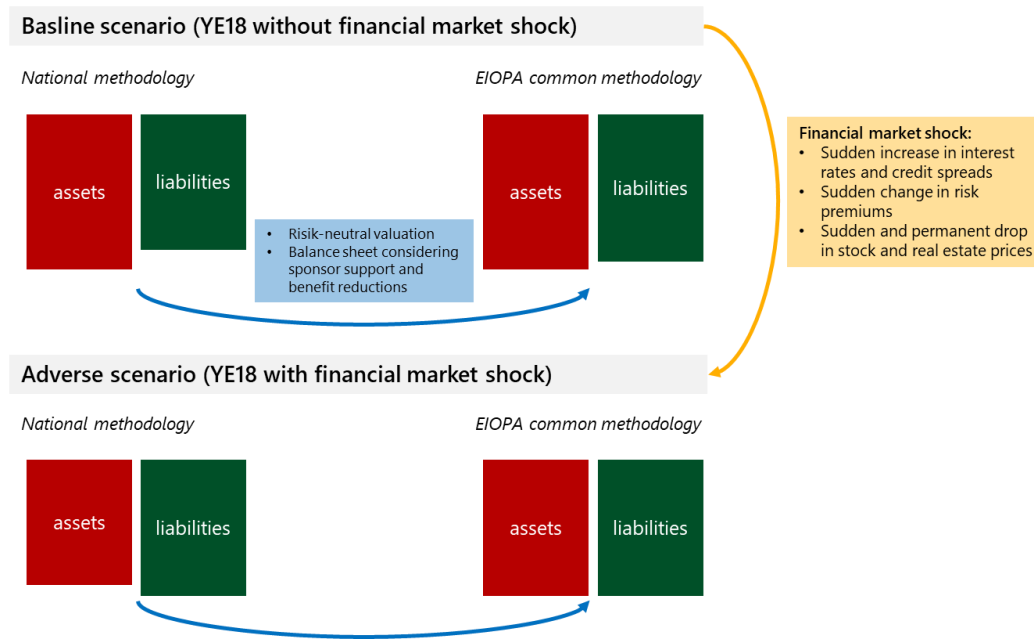 Basline scenario (YE18 without financial market shock)
National methodology
EIOPA common methodology
assets
liabilities
assets
liabilities
• Risik-neutral valuation
• Balance sheet considering
sponsor support and
benefit reductions
Financial market shock:
• Sudden increase in interest
rates and credit spreads
• Sudden change in risk
premiums
• Sudden and permanent drop
in stock and real estate prices
Adverse scenario (YE18 with financial market shock)
National methodology
EIOPA common methodology
assets
liabilities
assets
liabilities